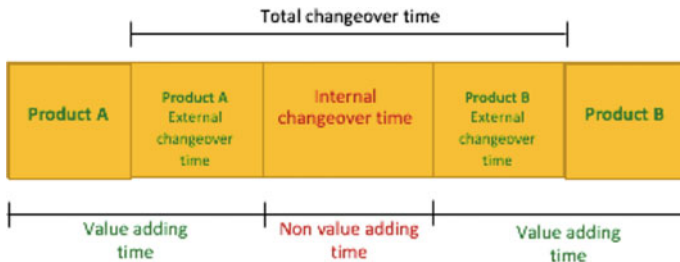 Total changeover time
Product A
Product A
External
changeover
time
Internal
changeover time
Product B
External
changeover
time
Product B
Value adding
time
Non value adding
time
Value adding
time